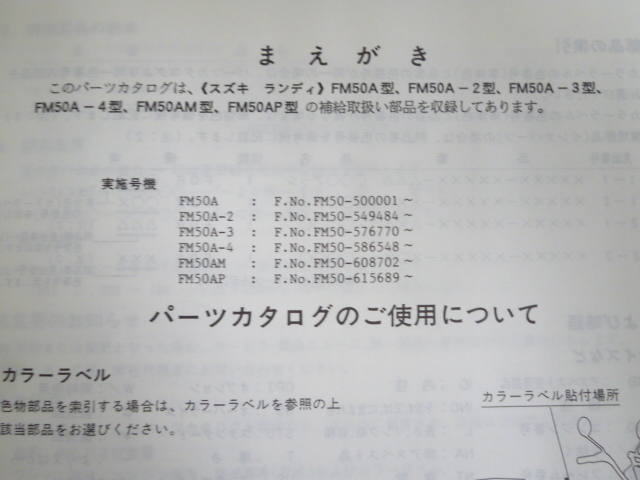 まえがき
このパーツカタログは、《スズキ ランディ》FM50A型、FM50A－2型、FM50A－3型、
FM50A－4型、FM50AM型、FM50AP型 の補給取扱い部品を収録してあります。
実施号機
FM50A : F.No.FM50-500001～
FM50A-2 : F.No.FM50-549484～
FM50A-3 : F.No.FM50-576770～
FM50A-4 : F.No.FM50-586548～
FM50AM : F.No.FM50-608702～
FM50AP : F.No.FM50-615689～
パーツカタログのご使用について
カラーラベル
色物部品を索引する場合は、カラーラベルを参照の上
該当部品をお選びください。
カラーラベル貼付場所